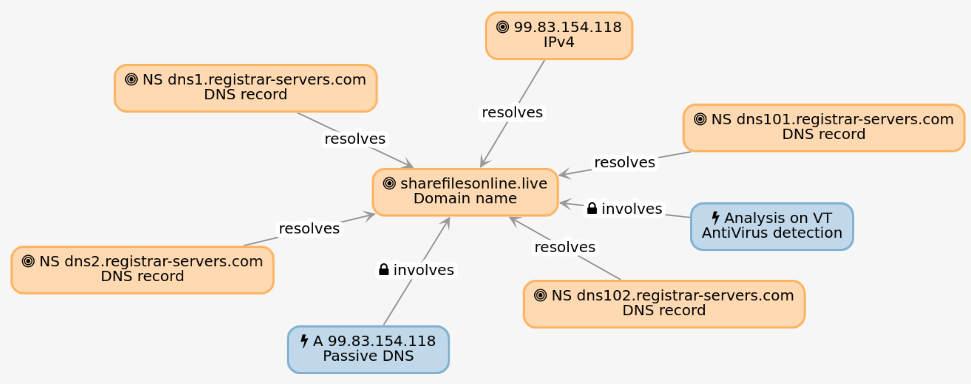 99.83.154.118
IPv4
NS dns1.registrar-servers.com
DNS record
resolves
NS dns101.registrar-servers.com
DNS record
resolves
resolves
sharefilesonline.live
Domain name
involves
Analysis on VT
AntiVirus detection
resolves
resolves
NS dns2.registrar-servers.com
DNS record
involves
NS dns102.registrar-servers.com
DNS record
A 99.83.154.118
Passive DNS